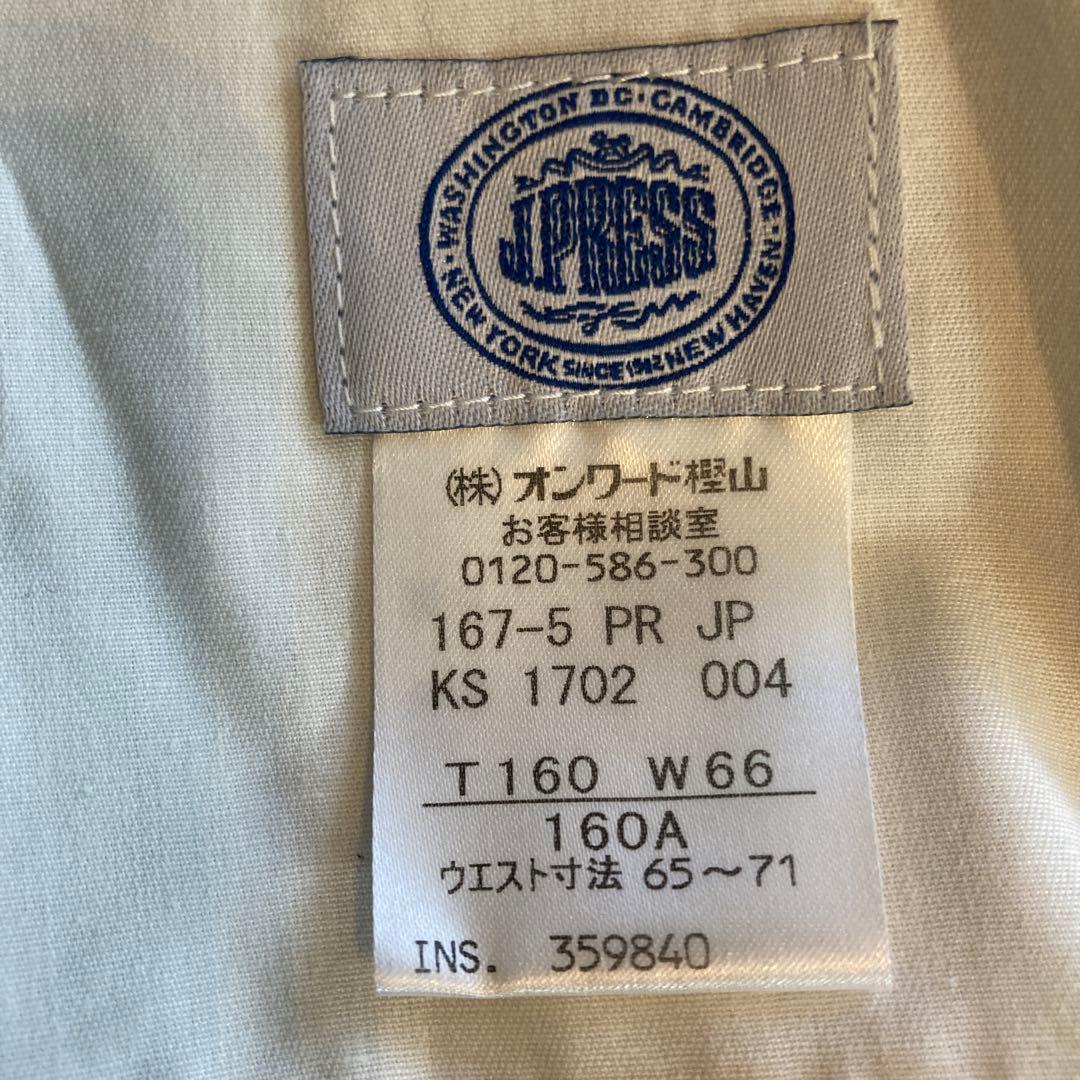 WASHINGTON DC · CAMBRIDGE ·
J.PRESS
· NEW YORK SINCE 1902 NEW HAVEN ·
(株)オンワード樫山
お客様相談室
0120-586-300
167-5 PR JP
KS 1702 004
T160 W66
160A
ウエスト寸法 65～71
INS. 359840